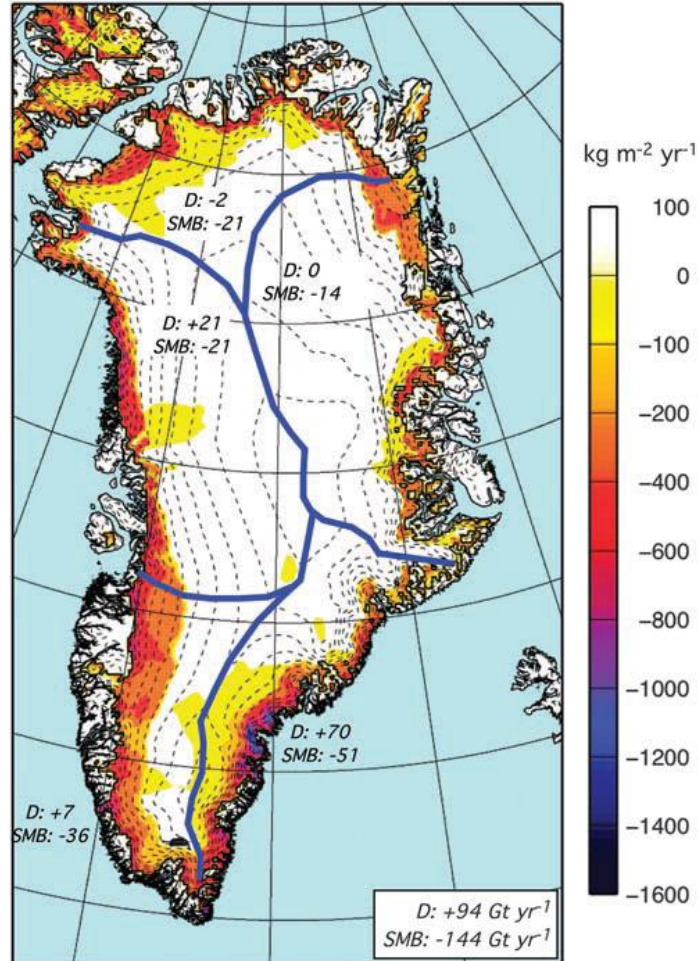 D: -2
SMB: -21
D: 0
SMB: -14
D: +21
SMB: -21
D: +70
SMB: -51
D: +7
SMB: -36
D: +94 Gt yr⁻¹
SMB: -144 Gt yr⁻¹
kg m⁻² yr⁻¹
100
0
−100
−200
−400
−600
−800
−1000
−1200
−1400
−1600